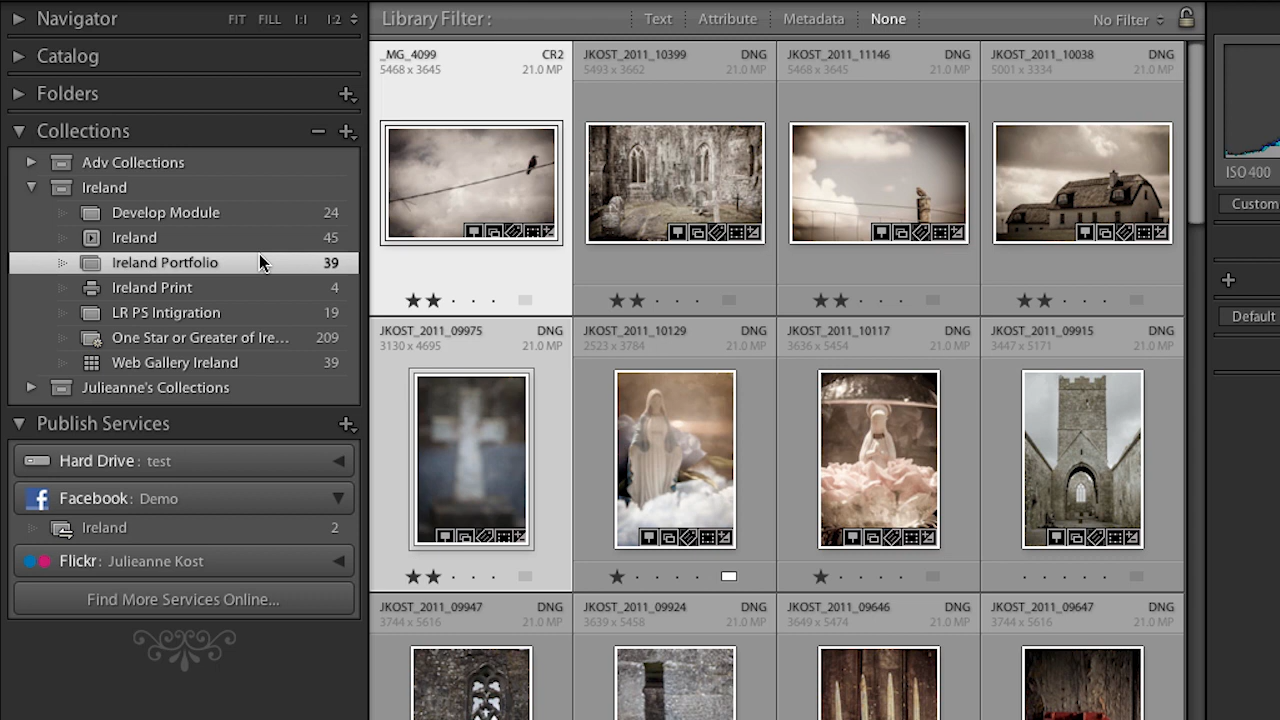 Navigator FIT FILL 1:1 1:2
Catalog
Folders
Collections
Adv Collections
Ireland
Develop Module 24
Ireland 45
Ireland Portfolio 39
Ireland Print 4
LR PS Intigration 19
One Star or Greater of Ire... 209
Web Gallery Ireland 39
Julieanne's Collections
Publish Services
Hard Drive : test
Facebook : Demo
Ireland 2
Flickr : Julieanne Kost
Find More Services Online...
Library Filter : Text Attribute Metadata None No Filter
_MG_4099 CR2
5468 x 3645 21.0 MP
JKOST_2011_10399 DNG
5493 x 3662 21.0 MP
JKOST_2011_11146 DNG
5468 x 3645 21.0 MP
JKOST_2011_10038 DNG
5001 x 3334 21.0 MP
JKOST_2011_09975 DNG
3130 x 4695 21.0 MP
JKOST_2011_10129 DNG
2523 x 3784 21.0 MP
JKOST_2011_10117 DNG
3636 x 5454 21.0 MP
JKOST_2011_09915 DNG
3447 x 5171 21.0 MP
JKOST_2011_09947 DNG
3744 x 5616 21.0 MP
JKOST_2011_09924 DNG
3639 x 5458 21.0 MP
JKOST_2011_09646 DNG
3649 x 5474 21.0 MP
JKOST_2011_09647 DNG
3744 x 5616 21.0 MP
ISO 400
Custom
Default